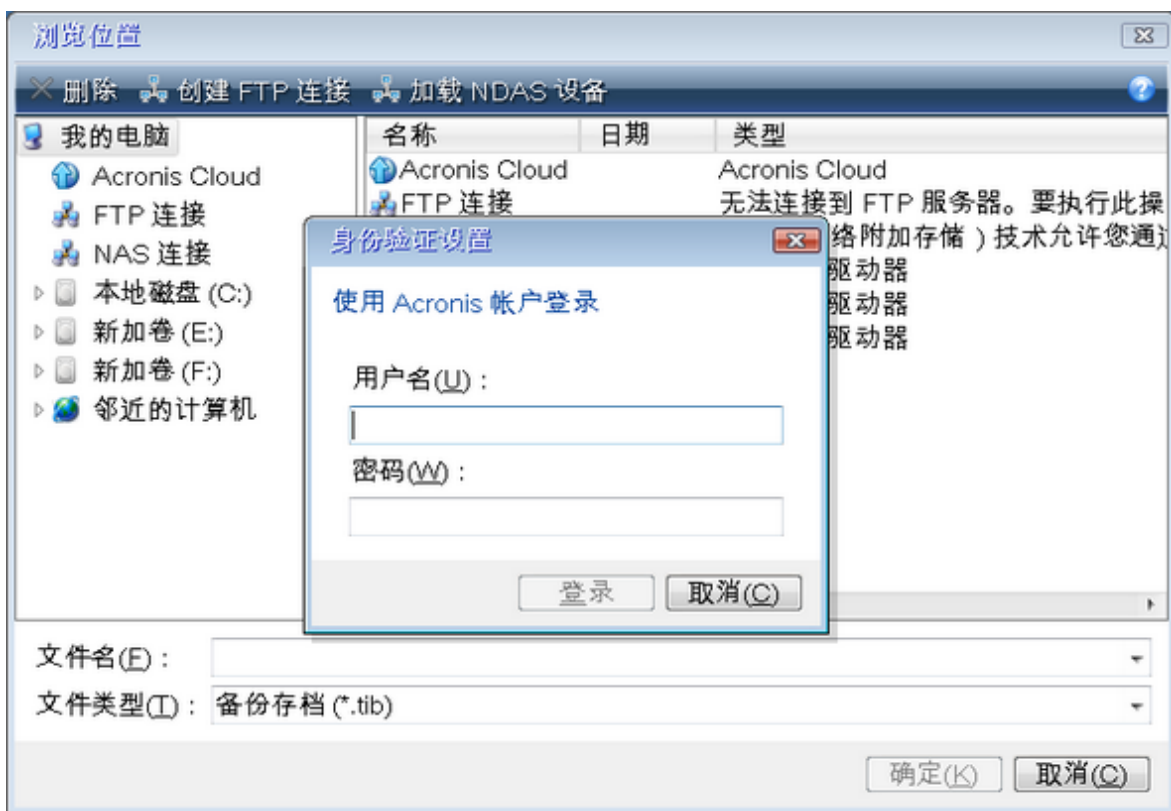 浏览位置
删除 创建 FTP 连接 加载 NDAS 设备
我的电脑
Acronis Cloud
FTP 连接
NAS 连接
本地磁盘 (C:)
新加卷 (E:)
新加卷 (F:)
邻近的计算机
名称 日期 类型
Acronis Cloud Acronis Cloud
FTP 连接 无法连接到 FTP 服务器。要执行此操
络附加存储）技术允许您通过
驱动器
驱动器
驱动器
身份验证设置
使用 Acronis 帐户登录
用户名(U)：
密码(W)：
登录 取消(C)
文件名(F)：
文件类型(T)： 备份存档 (*.tib)
确定(K) 取消(C)